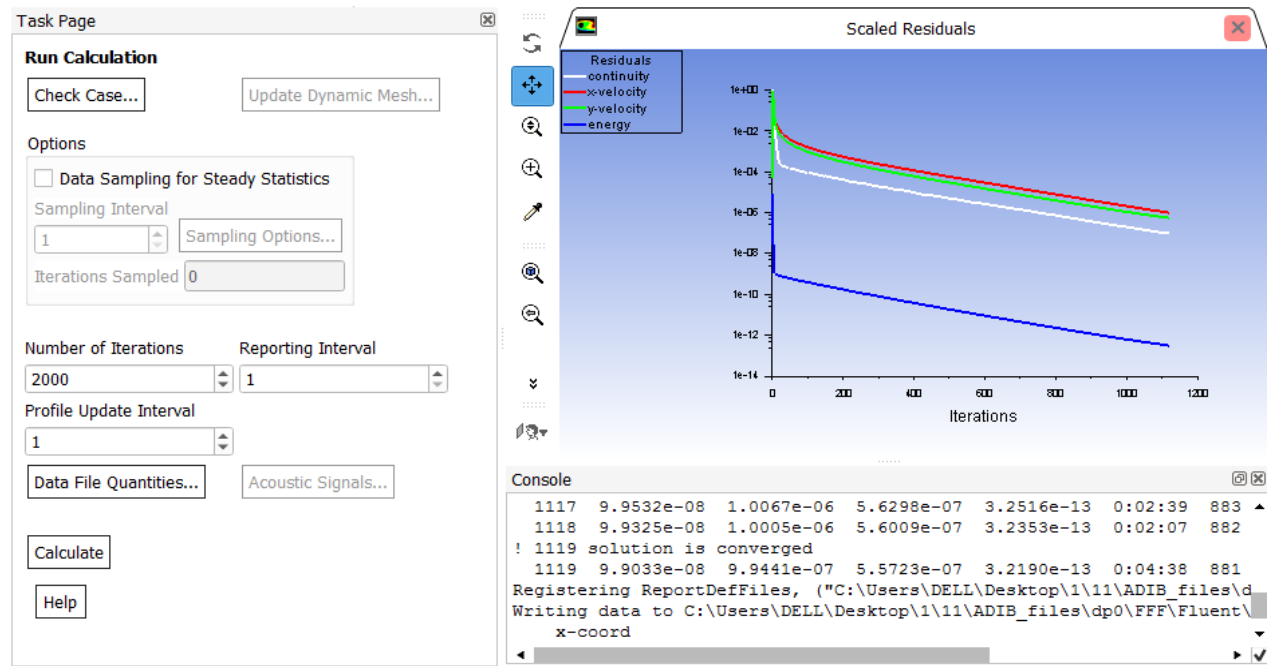 Task Page
Run Calculation
Check Case...
Update Dynamic Mesh...
Options
Data Sampling for Steady Statistics
Sampling Interval
1
Sampling Options...
Iterations Sampled 0
Number of Iterations
Reporting Interval
2000
1
Profile Update Interval
1
Data File Quantities...
Acoustic Signals...
Calculate
Help
Scaled Residuals
Residuals
continuity
x-velocity
y-velocity
energy
1e+00
1e-02
1e-04
1e-06
1e-08
1e-10
1e-12
1e-14
0 200 400 600 800 1000 1200
Iterations
Console
1117 9.9532e-08 1.0067e-06 5.6298e-07 3.2516e-13 0:02:39 883
1118 9.9325e-08 1.0005e-06 5.6009e-07 3.2353e-13 0:02:07 882
! 1119 solution is converged
1119 9.9033e-08 9.9441e-07 5.5723e-07 3.2190e-13 0:04:38 881
Registering ReportDefFiles, ("C:\Users\DELL\Desktop\1\11\ADIB_files\d
Writing data to C:\Users\DELL\Desktop\1\11\ADIB_files\dp0\FFF\Fluent\
x-coord